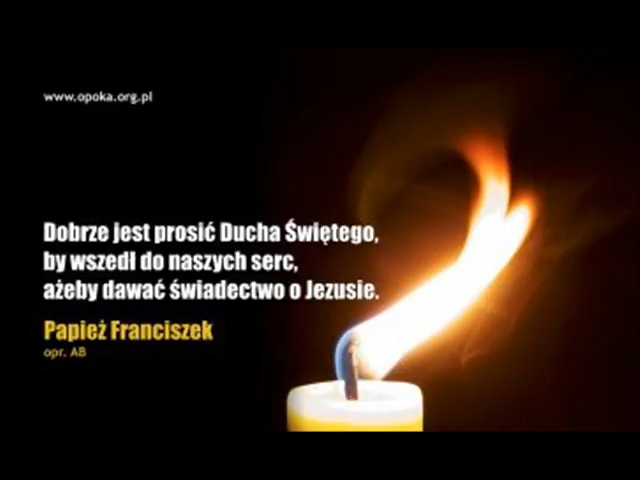 www.opoka.org.pl
Dobrze jest prosić Ducha Świętego,
by wszedł do naszych serc,
ażeby dawać świadectwo o Jezusie.
Papież Franciszek
opr. AB